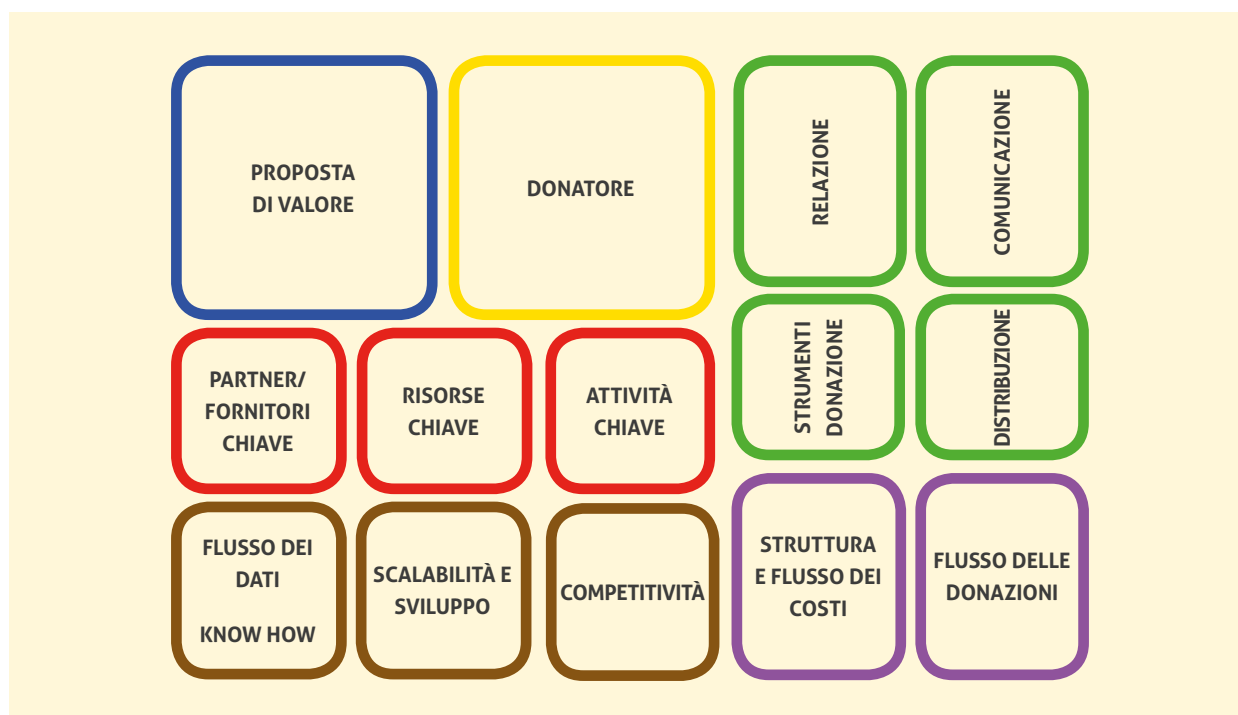 PROPOSTA
DI VALORE
DONATORE
RELAZIONE
COMUNICAZIONE
PARTNER/
FORNITORI
CHIAVE
RISORSE
CHIAVE
ATTIVITÀ
CHIAVE
STRUMENTI
DONAZIONE
DISTRIBUZIONE
FLUSSO DEI
DATI
KNOW HOW
SCALABILITÀ E
SVILUPPO
COMPETITIVITÀ
STRUTTURA
E FLUSSO DEI
COSTI
FLUSSO DELLE
DONAZIONI